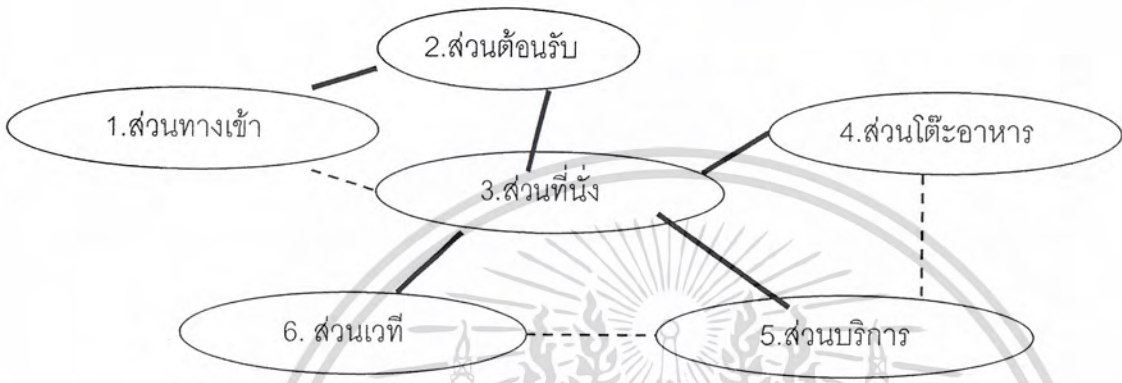 2.ส่วนต้อนรับ
1.ส่วนทางเข้า
4.ส่วนโต๊ะอาหาร
3.ส่วนที่นั่ง
6. ส่วนเวที
5.ส่วนบริการ